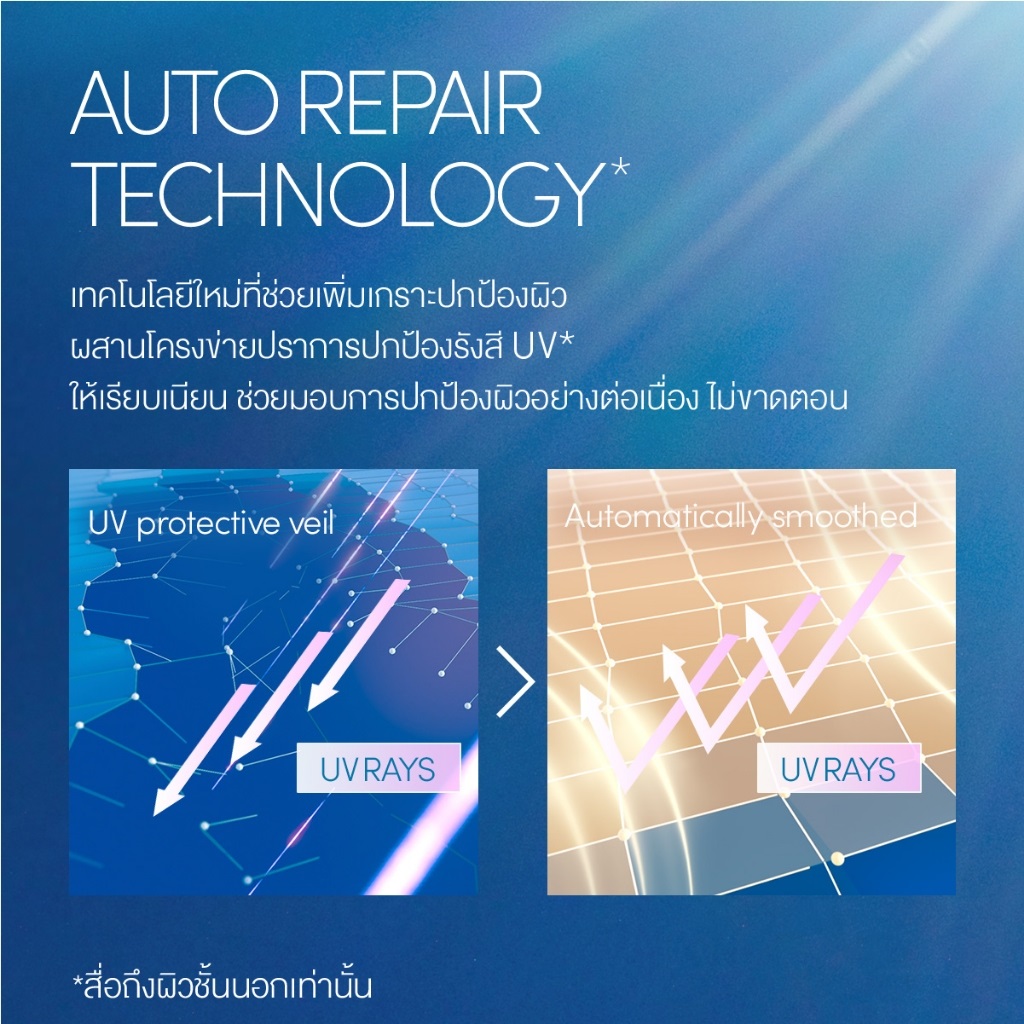 AUTO REPAIR
TECHNOLOGY*
เทคโนโลยีใหม่ที่ช่วยเพิ่มเกราะปกป้องผิว
ผสานโครงข่ายปราการปกป้องรังสี UV*
ให้เรียบเนียน ช่วยมอบการปกป้องผิวอย่างต่อเนื่อง ไม่ขาดตอน
UV protective veil
UV RAYS
Automatically smoothed
UV RAYS
*สื่อถึงผิวชั้นนอกเท่านั้น